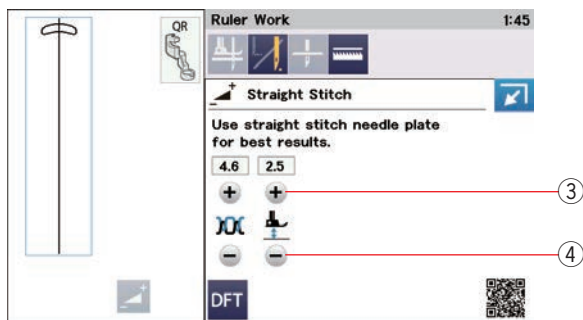 QR
Ruler Work
1:45
Straight Stitch
Use straight stitch needle plate
for best results.
4.6 2.5
+ +
③
− −
④
DFT